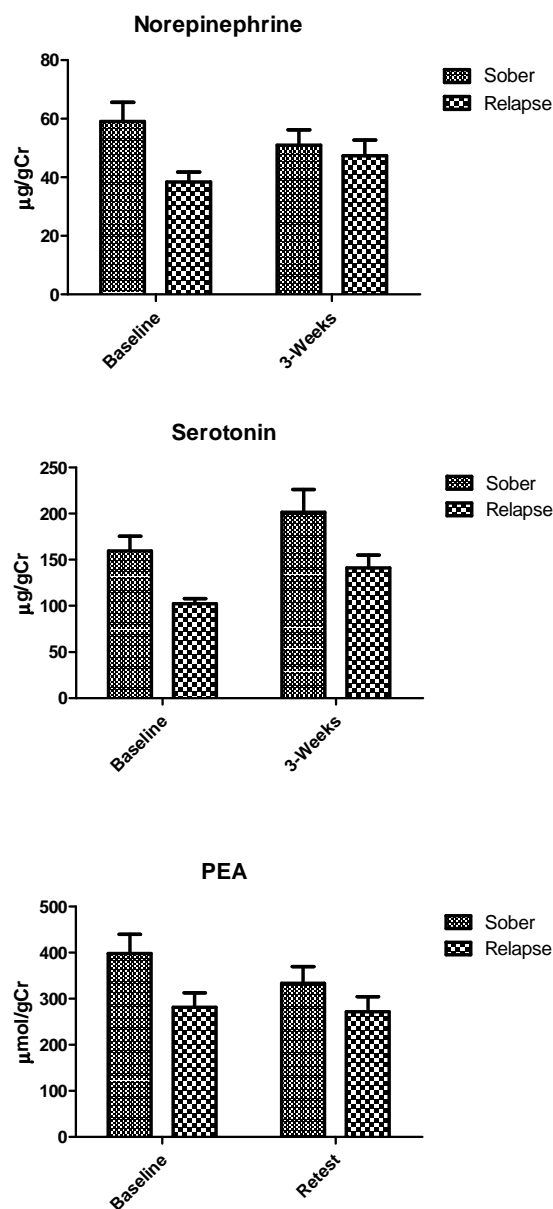 Norepinephrine
80
60
40
20
0
µg/gCr
Baseline
3-Weeks
Sober
Relapse
Serotonin
250
200
150
100
50
0
µg/gCr
Baseline
3-Weeks
Sober
Relapse
PEA
500
400
300
200
100
0
µmol/gCr
Baseline
Retest
Sober
Relapse